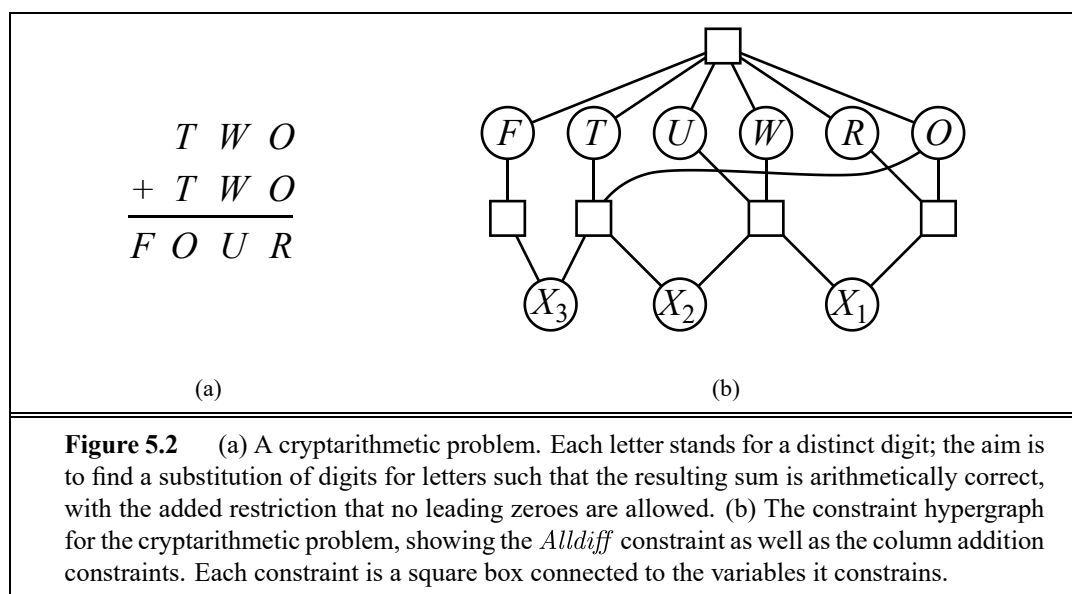 T W O
+ T W O
F O U R
(a)
F T U W R O
X3 X2 X1
(b)
Figure 5.2 (a) A cryptarithmetic problem. Each letter stands for a distinct digit; the aim is
to find a substitution of digits for letters such that the resulting sum is arithmetically correct,
with the added restriction that no leading zeroes are allowed. (b) The constraint hypergraph
for the cryptarithmetic problem, showing the Alldiff constraint as well as the column addition
constraints. Each constraint is a square box connected to the variables it constrains.